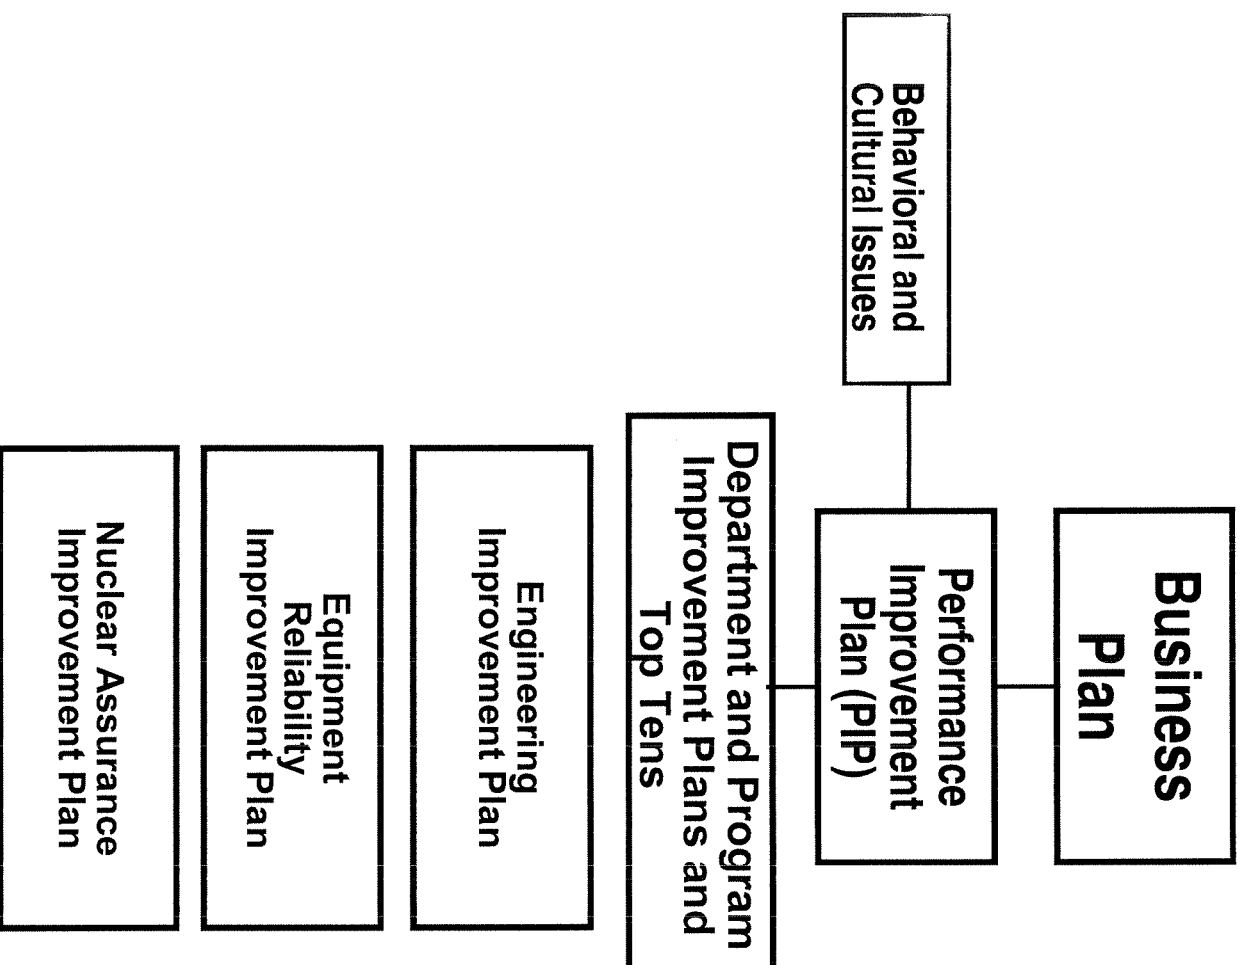 Business
Plan
Performance
Improvement
Plan (PIP)
Behavioral and
Cultural Issues
Department and Program
Improvement Plans and
Top Tens
Engineering
Improvement Plan
Equipment
Reliability
Improvement Plan
Nuclear Assurance
Improvement Plan